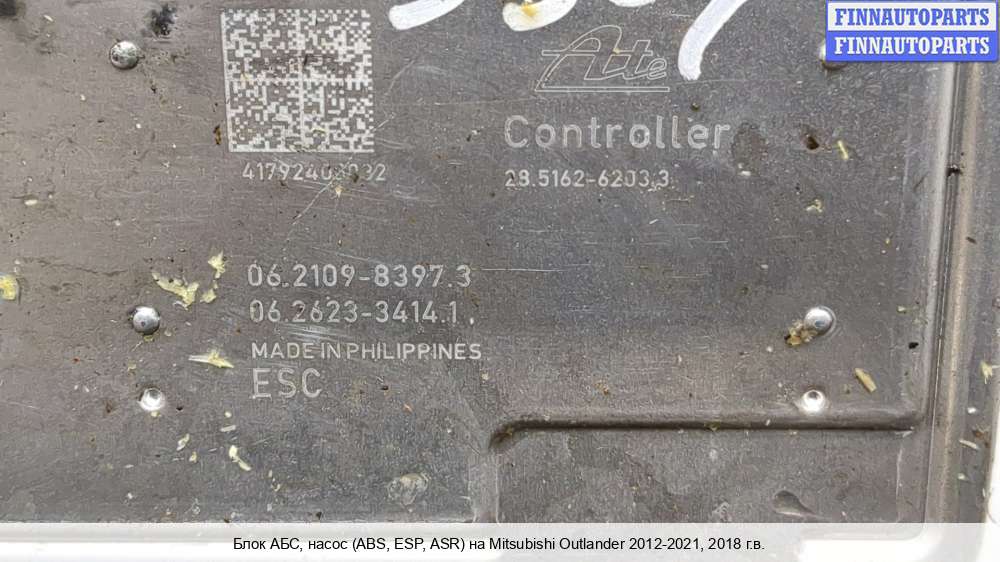 FINNAUTOPARTS
FINNAUTOPARTS
Ate
Controller
28.5162-6203.3
06.2109-8397.3
06.2623-3414.1
MADE IN PHILIPPINES
ESC
Блок АБС, насос (ABS, ESP, ASR) на Mitsubishi Outlander 2012-2021, 2018 г.в.